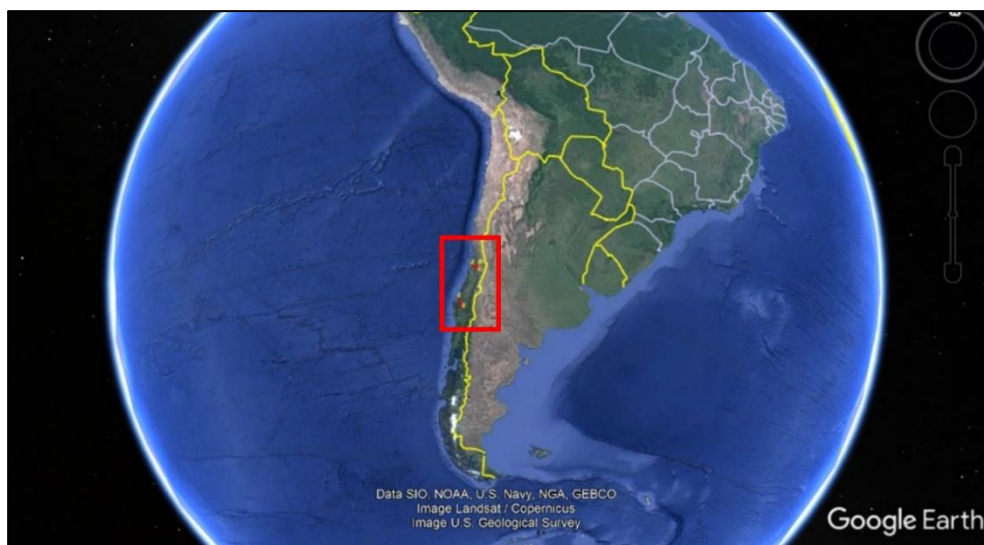 Data SIO, NOAA, U.S. Navy, NGA, GEBCO
Image Landsat / Copernicus
Image U.S. Geological Survey
Google Earth